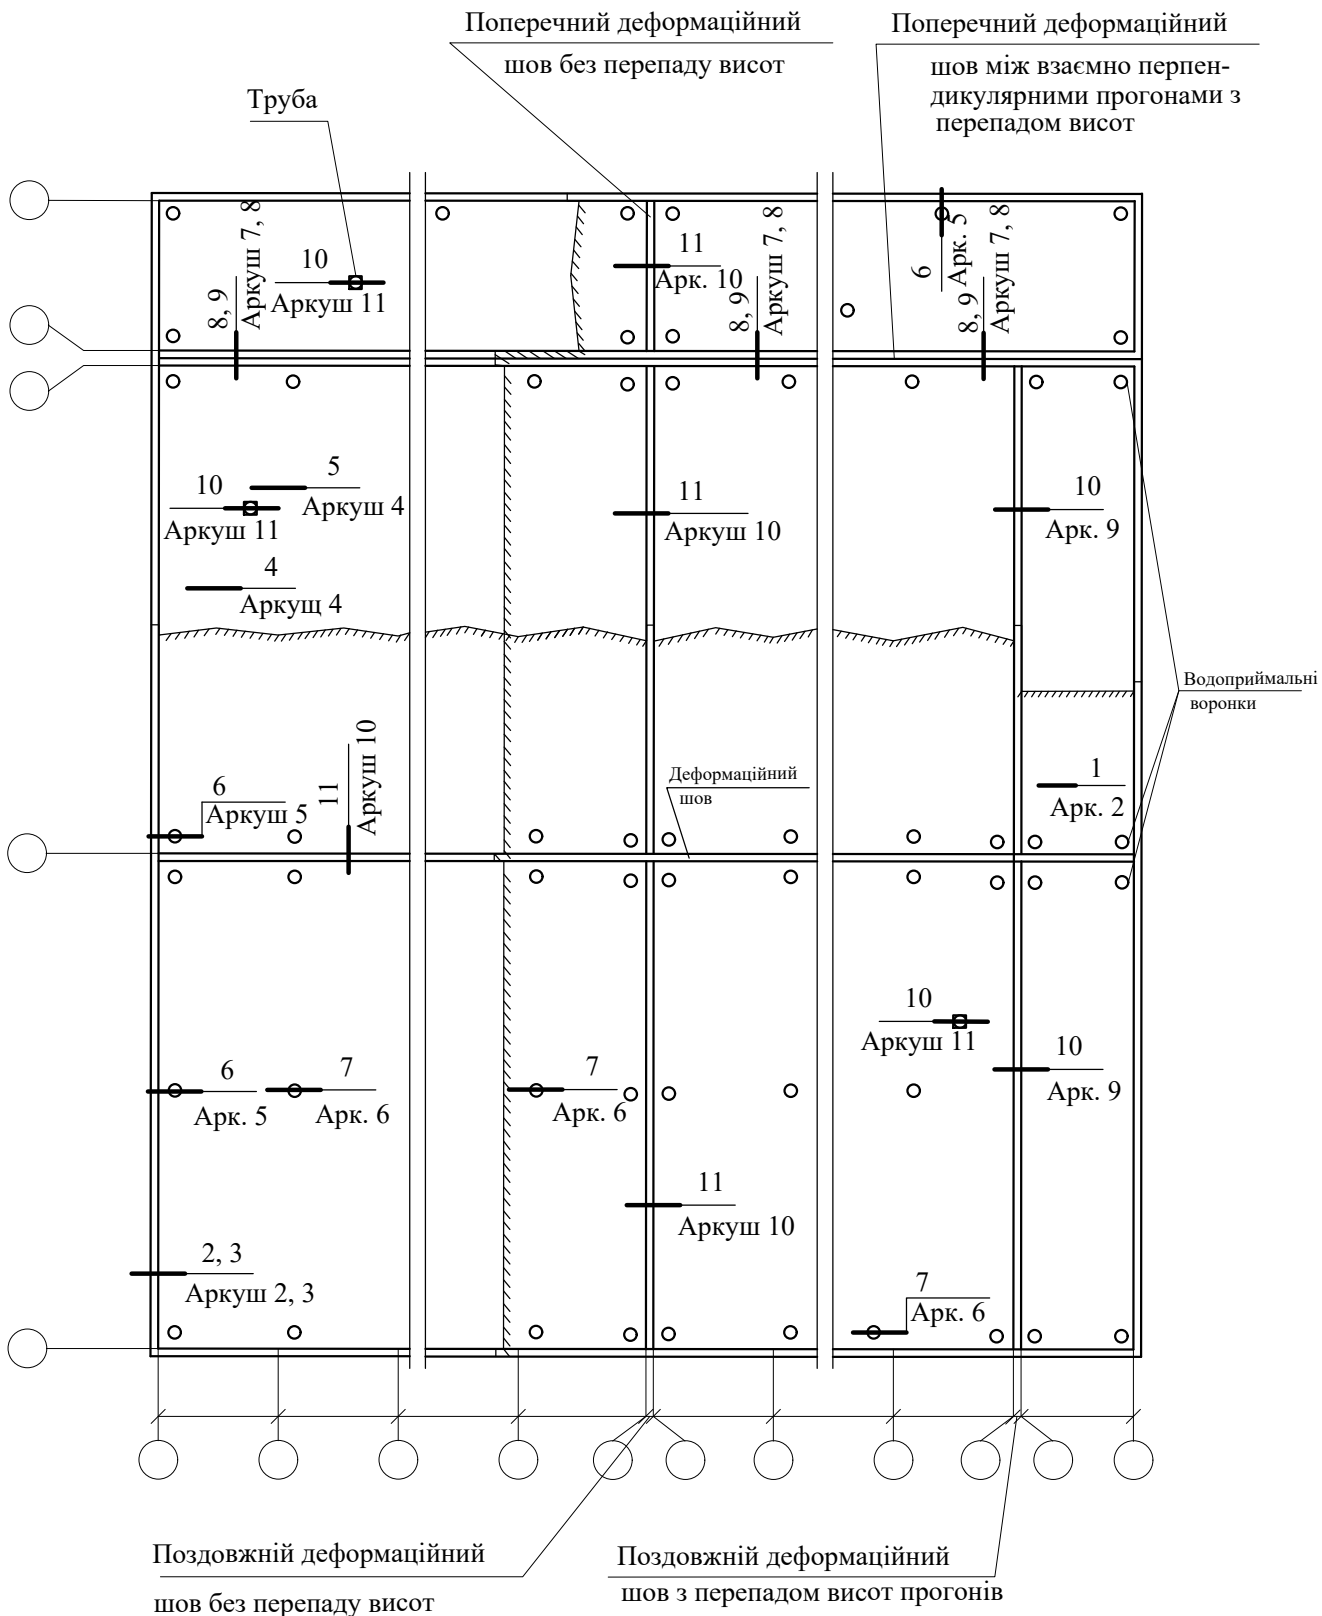 Поперечний деформаційний
шов без перепаду висот
Поперечний деформаційний
шов між взаємно перпен-
дикулярними прогонами з
перепадом висот
Труба
8, 9
Аркуш 7, 8
10
Аркуш 11
11
Арк. 10
8, 9
Аркуш 7, 8
6
Арк. 5
8, 9
Аркуш 7, 8
5
Аркуш 4
10
Аркуш 11
4
Аркущ 4
11
Аркуш 10
10
Арк. 9
Водоприймальні
воронки
6
Аркуш 5
11
Аркуш 10
Деформаційний
шов
1
Арк. 2
10
Аркуш 11
10
Арк. 9
6
Арк. 5
7
Арк. 6
7
Арк. 6
11
Аркуш 10
2, 3
Аркуш 2, 3
7
Арк. 6
Поздовжній деформаційний
шов без перепаду висот
Поздовжній деформаційний
шов з перепадом висот прогонів